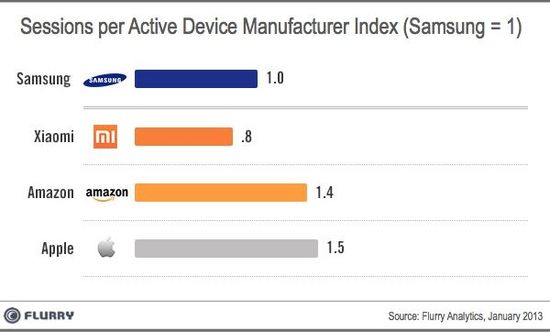 Sessions per Active Device Manufacturer Index (Samsung = 1)
Samsung SAMSUNG 1.0
Xiaomi mi .8
Amazon amazon 1.4
Apple 1.5
FLURRY Source: Flurry Analytics, January 2013